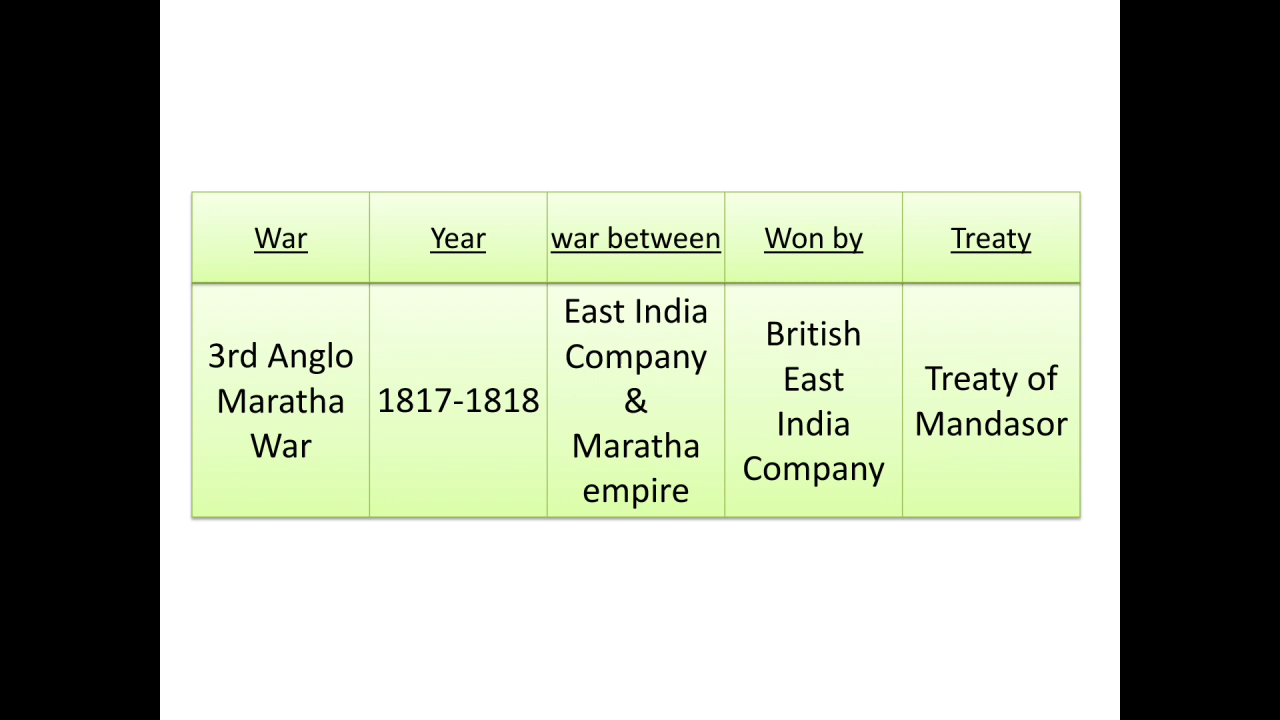 War
Year
war between
Won by
Treaty
3rd Anglo
Maratha
War
1817-1818
East India
Company
&
Maratha
empire
British
East
India
Company
Treaty of
Mandasor